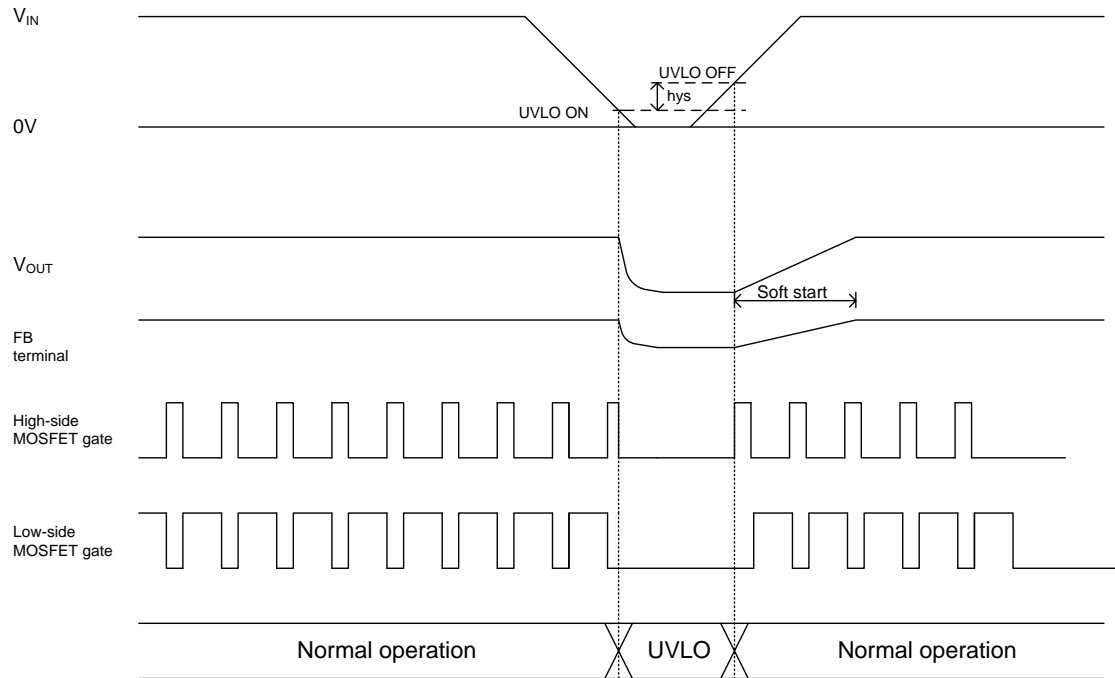 VIN
UVLO OFF
hys
UVLO ON
0V
VOUT
Soft start
FB
terminal
High-side
MOSFET gate
Low-side
MOSFET gate
Normal operation
UVLO
Normal operation